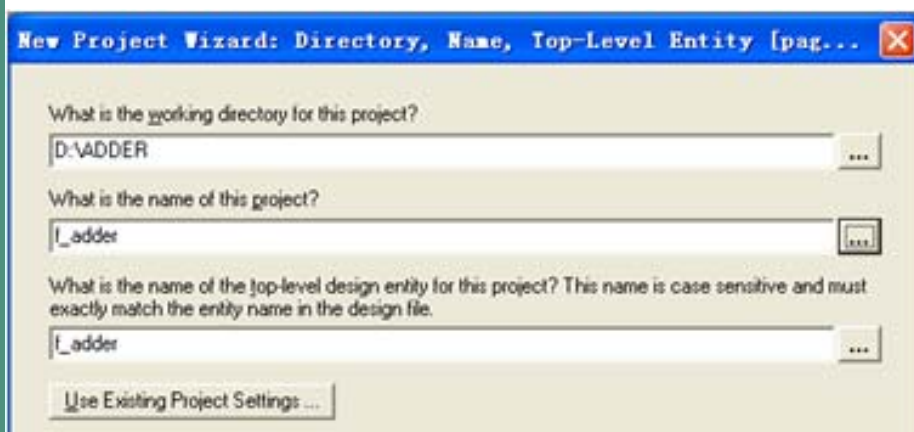 New Project Wizard: Directory, Name, Top-Level Entity [pag...
What is the working directory for this project?
D:\ADDER
...
What is the name of this project?
f_adder
...
What is the name of the top-level design entity for this project? This name is case sensitive and must
exactly match the entity name in the design file.
f_adder
...
Use Existing Project Settings ...